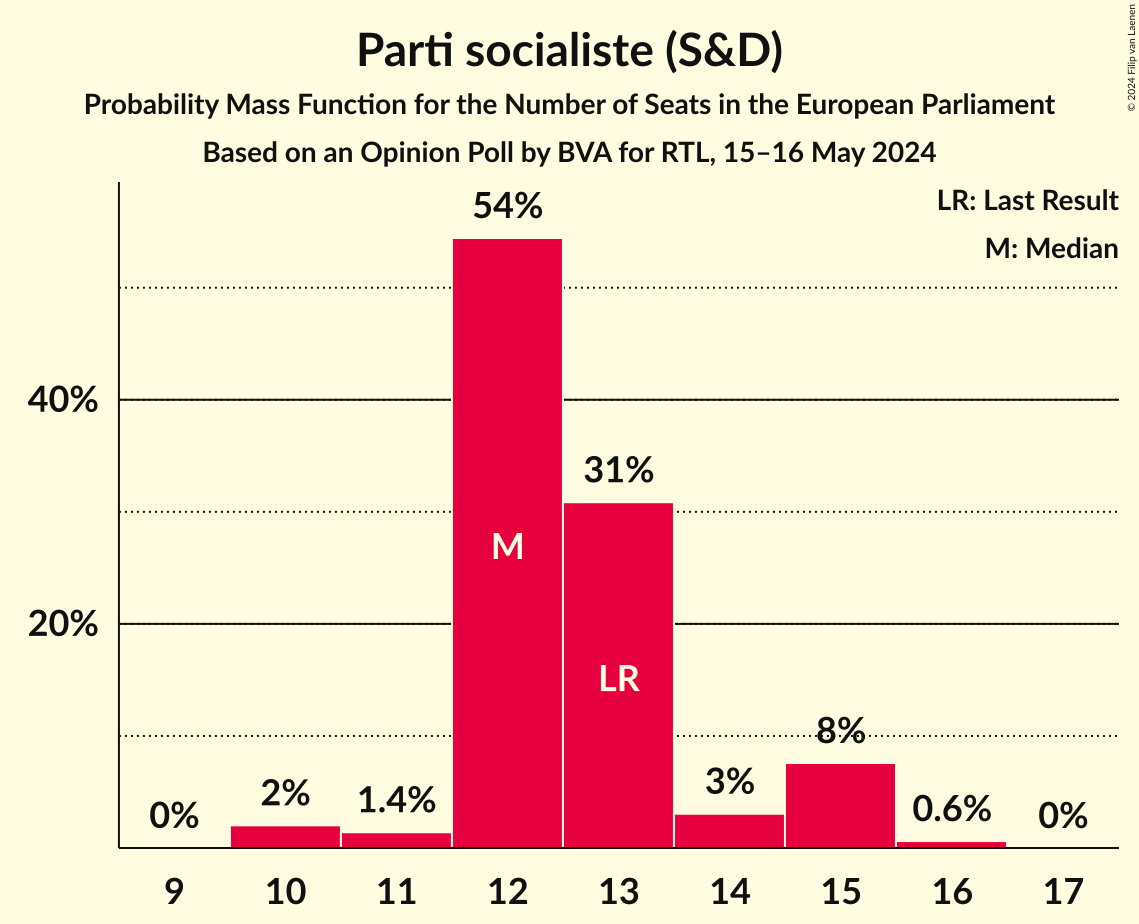 Parti socialiste (S&D)
Probability Mass Function for the Number of Seats in the European Parliament
Based on an Opinion Poll by BVA for RTL, 15–16 May 2024
© 2024 Filip van Laenen
LR: Last Result
M: Median
54%
40%
31%
M
20%
LR
8%
3%
2%
1.4%
0.6%
0%
0%
9 10 11 12 13 14 15 16 17